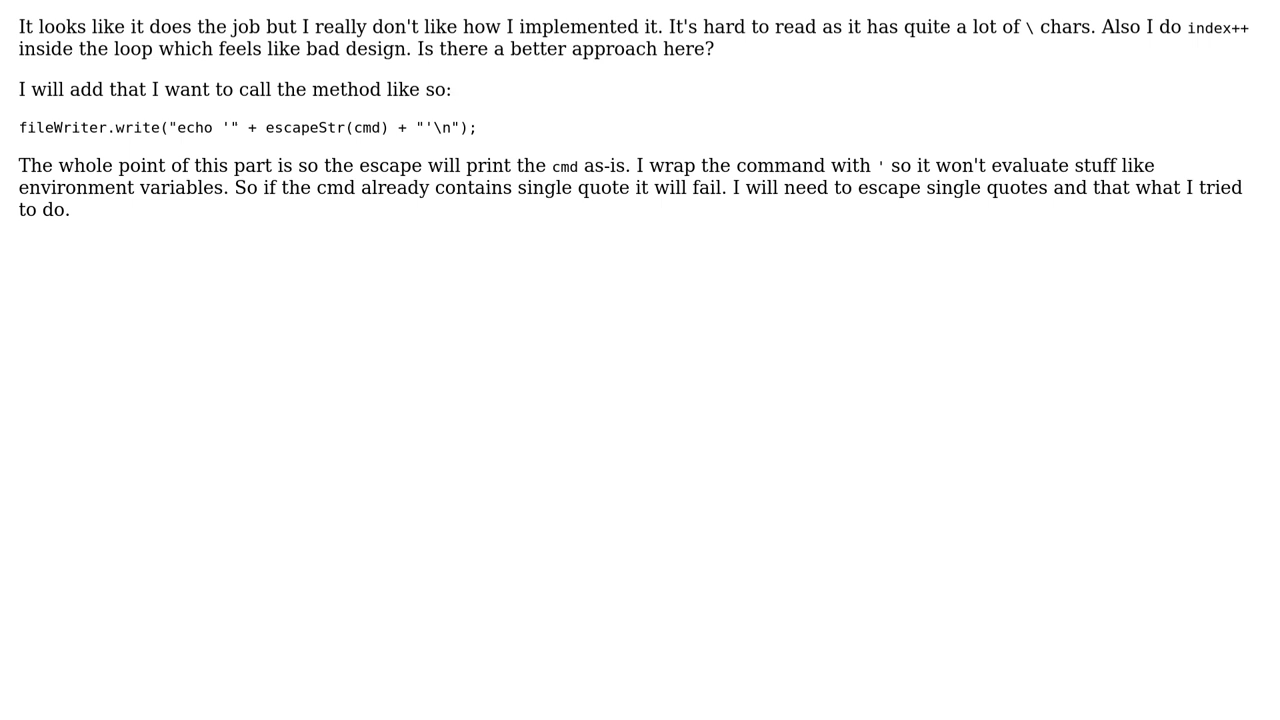 It looks like it does the job but I really don't like how I implemented it. It's hard to read as it has quite a lot of \ chars. Also I do index++
inside the loop which feels like bad design. Is there a better approach here?
I will add that I want to call the method like so:
fileWriter.write("echo '" + escapeStr(cmd) + "'\n");
The whole point of this part is so the escape will print the cmd as-is. I wrap the command with ' so it won't evaluate stuff like
environment variables. So if the cmd already contains single quote it will fail. I will need to escape single quotes and that what I tried
to do.